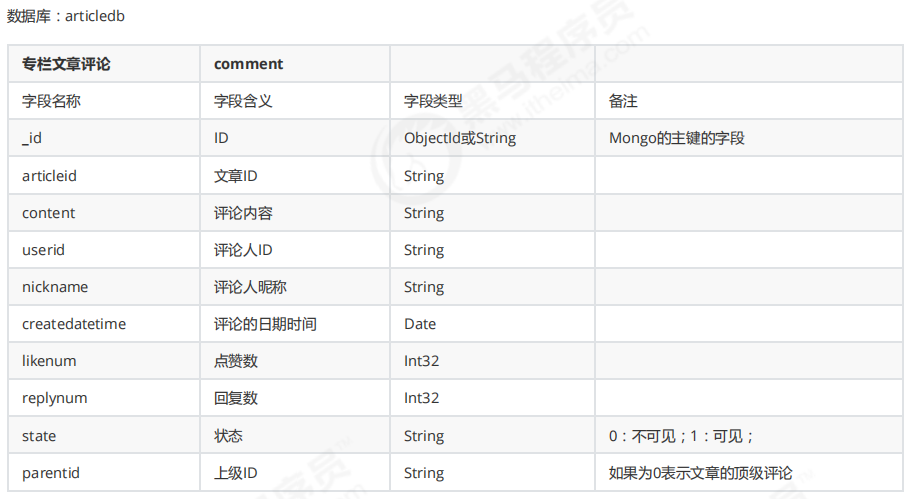 数据库：articledb
专栏文章评论 comment
字段名称 字段含义 字段类型 备注
_id ID ObjectId或String Mongo的主键的字段
articleid 文章ID String
content 评论内容 String
userid 评论人ID String
nickname 评论人昵称 String
createdatetime 评论的日期时间 Date
likenum 点赞数 Int32
replynum 回复数 Int32
state 状态 String 0：不可见；1：可见；
parentid 上级ID String 如果为0表示文章的顶级评论
黑马程序员
www.itheima.com